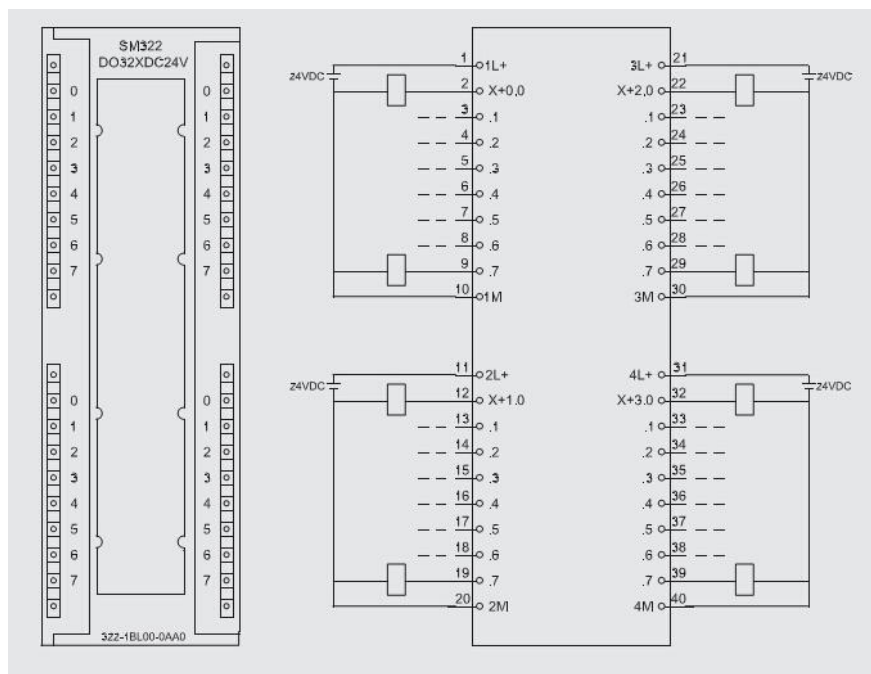 SM322
DO32XDC24V
0 0
1 1
2 2
3 3
4 4
5 5
6 6
7 7
0 0
1 1
2 2
3 3
4 4
5 5
6 6
7 7
322-1BL00-0AA0
24VDC 1 1L+ 3L+ 21 24VDC
2 X+0,0 X+2,0 22
3 .1 .1 23
4 .2 .2 24
5 .3 .3 25
6 .4 .4 26
7 .5 .5 27
8 .6 .6 28
9 .7 .7 29
10 1M 3M 30
24VDC 11 2L+ 4L+ 31 24VDC
12 X+1.0 X+3.0 32
13 .1 .1 33
14 .2 .2 34
15 .3 .3 35
16 .4 .4 36
17 .5 .5 37
18 .6 .6 38
19 .7 .7 39
20 2M 4M 40